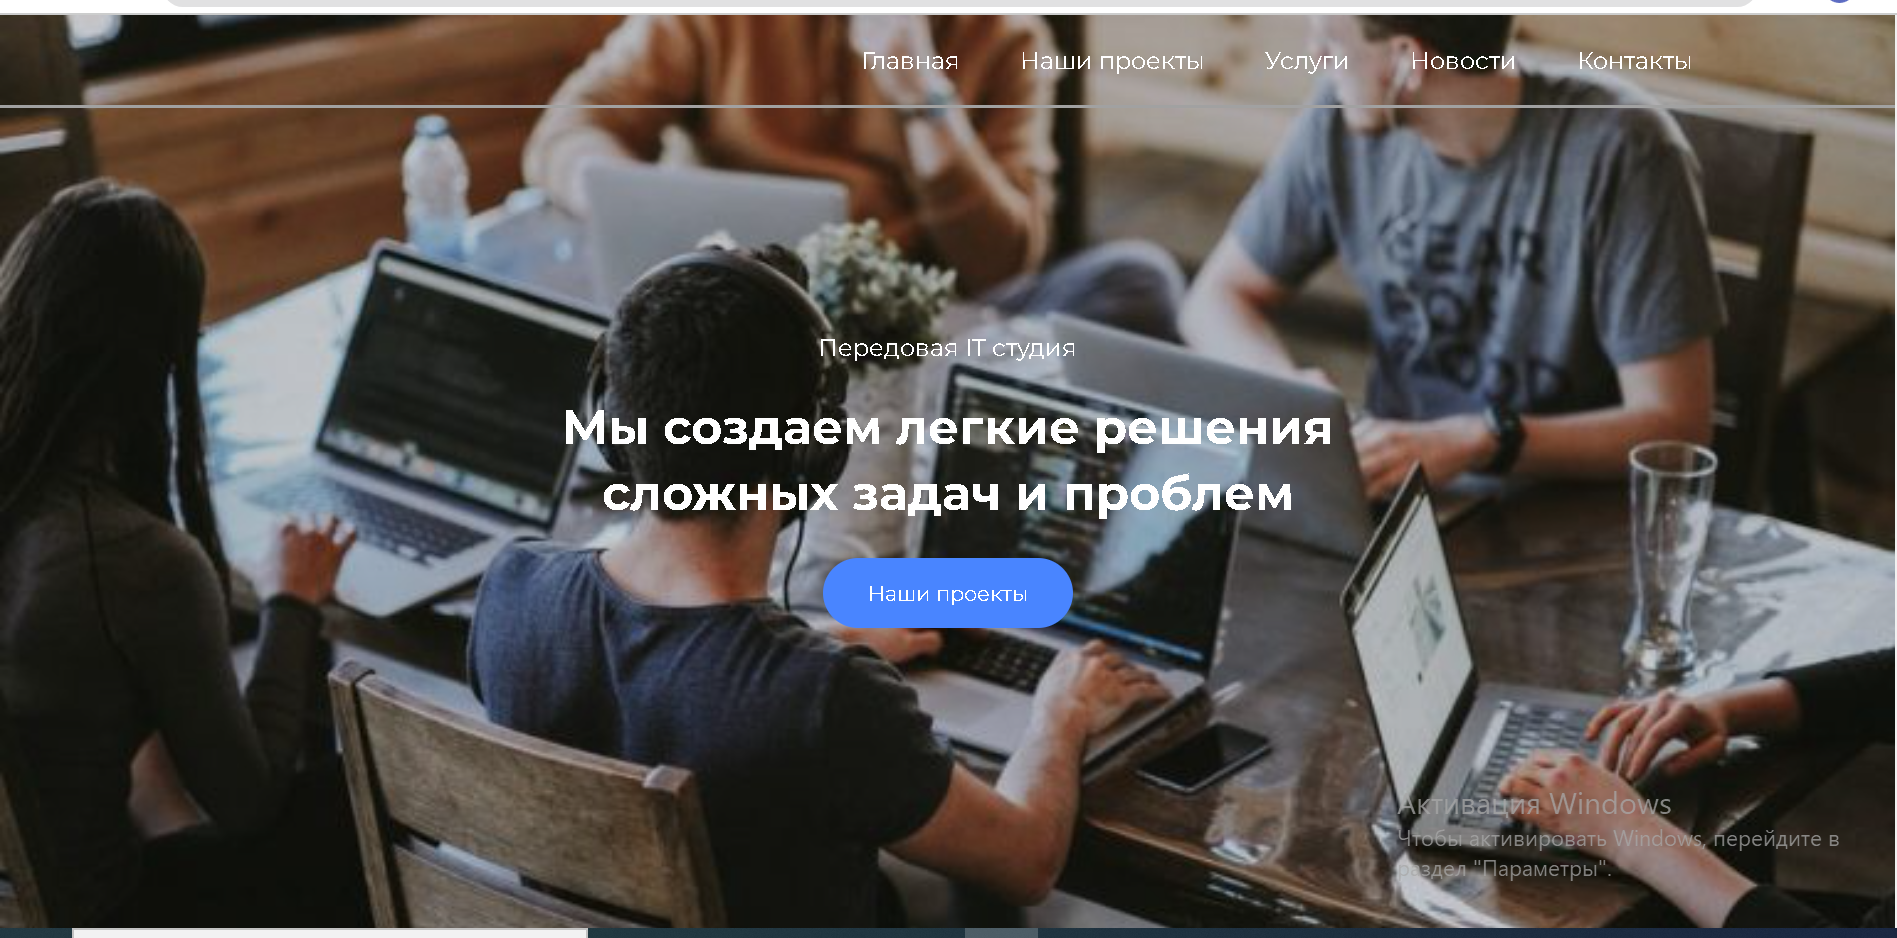 Главная Наши проекты Услуги Новости Контакты
Передовая IT студия
Мы создаем легкие решения
сложных задач и проблем
Наши проекты
Активация Windows
Чтобы активировать Windows, перейдите в
раздел "Параметры".